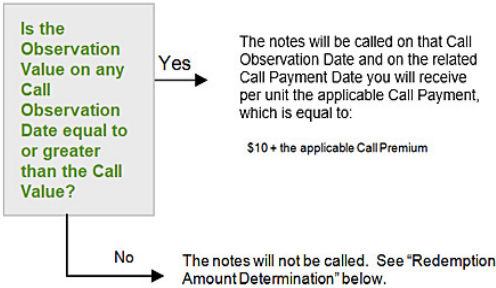 Is the
Observation
Value on any
Call
Observation
Date equal to
or greater
than the Call
Value?
Yes
The notes will be called on that Call
Observation Date and on the related
Call Payment Date you will receive
per unit the applicable Call Payment,
which is equal to:
$10 + the applicable Call Premium
No
The notes will not be called. See “Redemption
Amount Determination” below.